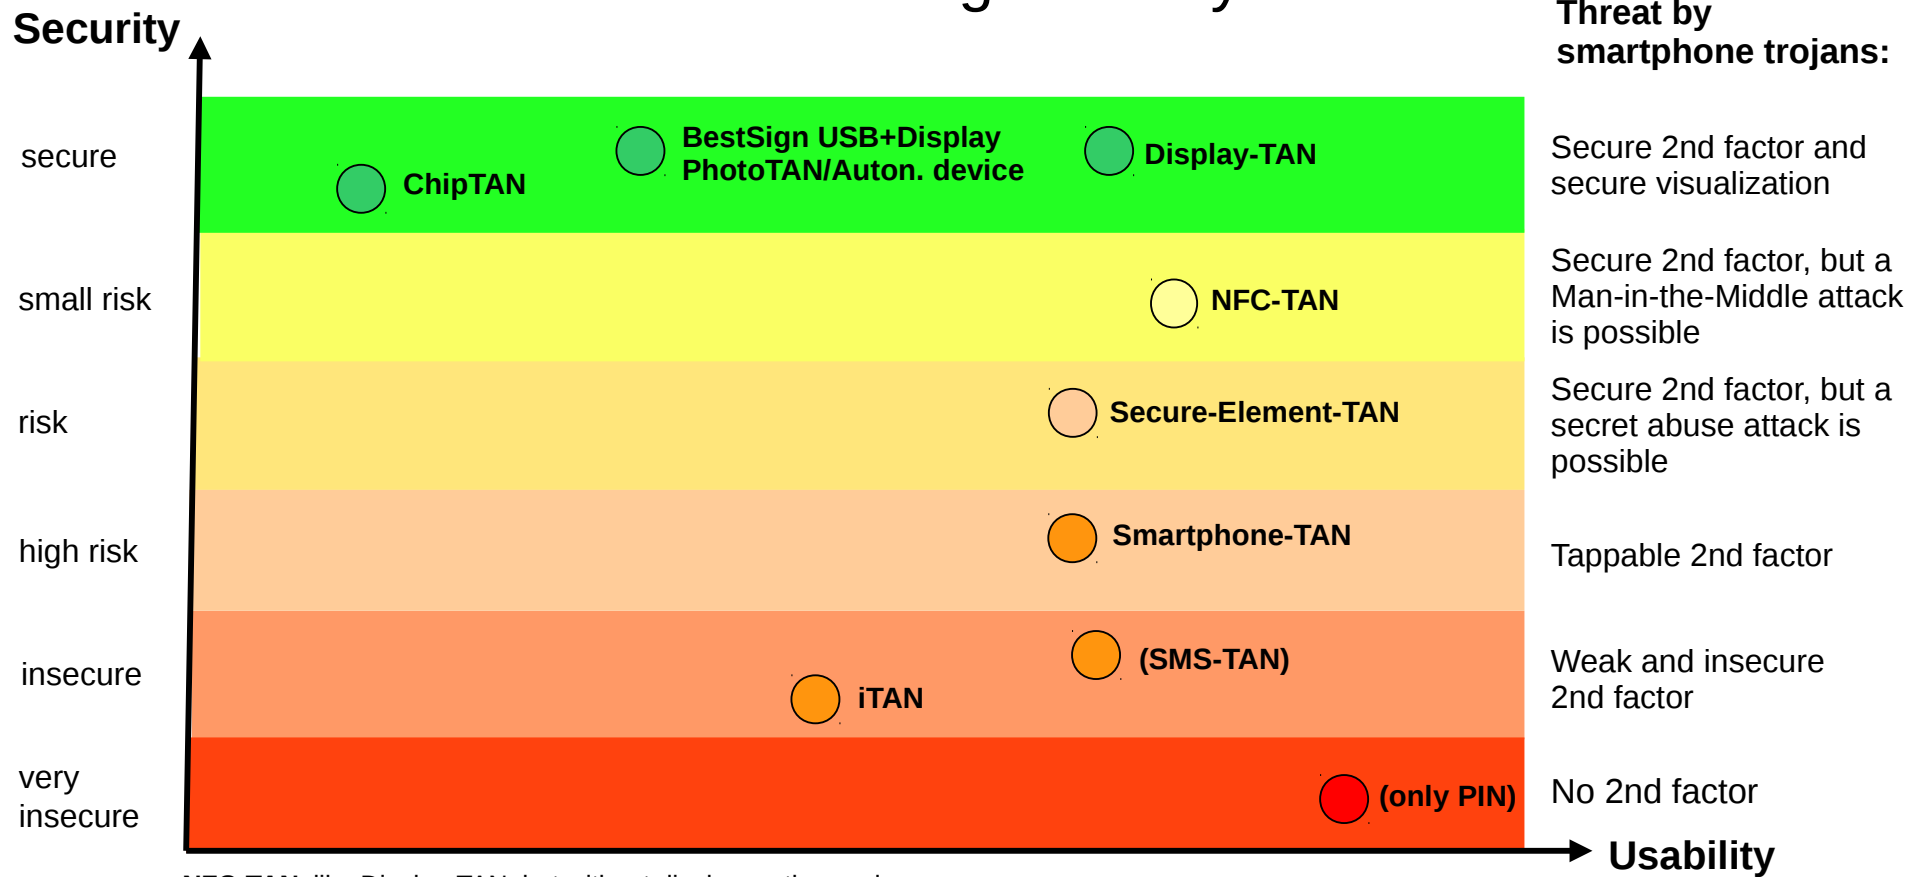 Security
Threat by
smartphone trojans:
secure
ChipTAN
BestSign USB+Display
PhotoTAN/Auton. device
Display-TAN
Secure 2nd factor and
secure visualization
small risk
NFC-TAN
Secure 2nd factor, but a
Man-in-the-Middle attack
is possible
risk
Secure-Element-TAN
Secure 2nd factor, but a
secret abuse attack is
possible
high risk
Smartphone-TAN
Tappable 2nd factor
insecure
(SMS-TAN)
iTAN
Weak and insecure
2nd factor
very
insecure
(only PIN)
No 2nd factor
Usability